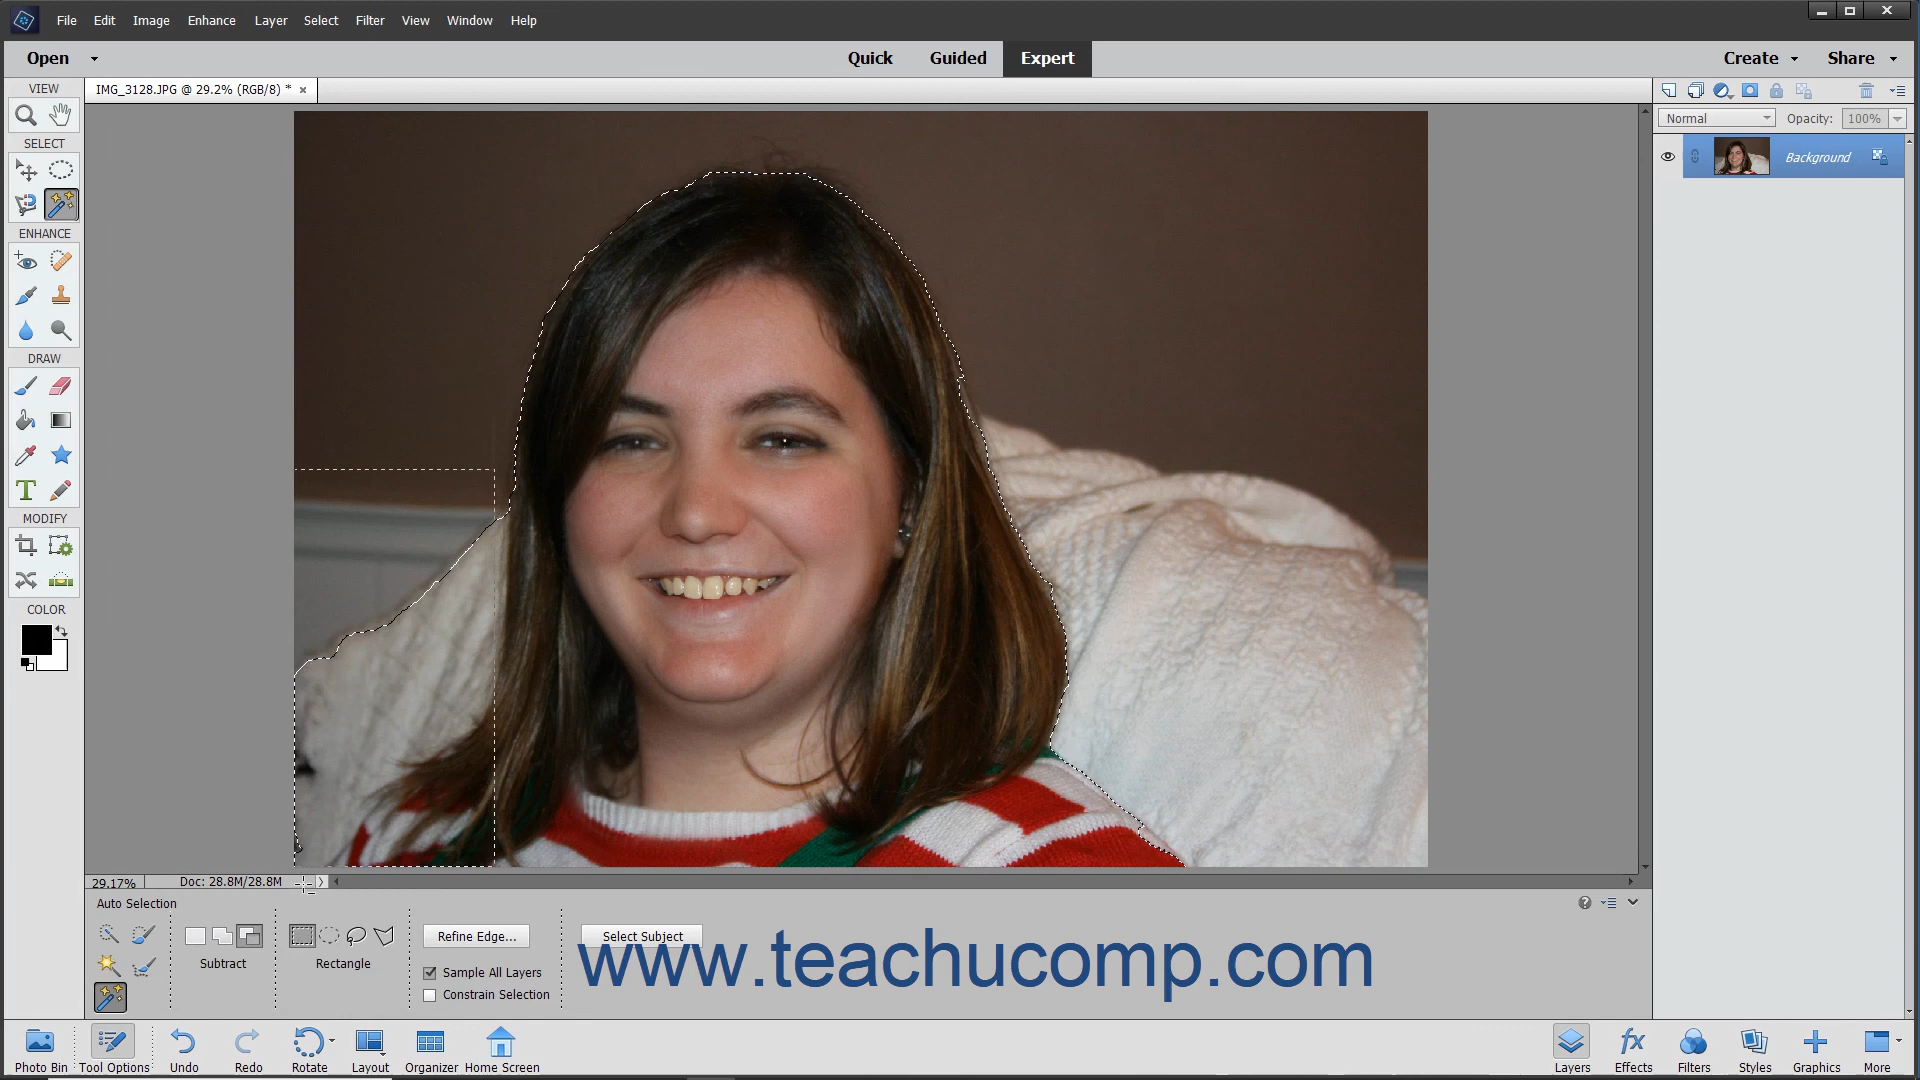 File Edit Image Enhance Layer Select Filter View Window Help
Open Quick Guided Expert Create Share
VIEW
IMG_3128.JPG @ 29.2% (RGB/8) * ×
Normal Opacity: 100%
SELECT
Background
ENHANCE
DRAW
T
MODIFY
COLOR
29.17% Doc: 28.8M/28.8M
Auto Selection
Refine Edge... Select Subject
Subtract Rectangle
Sample All Layers
Constrain Selection
www.teachucomp.com
Photo Bin Tool Options Undo Redo Rotate Layout Organizer Home Screen
fx
Layers Effects Filters Styles Graphics More